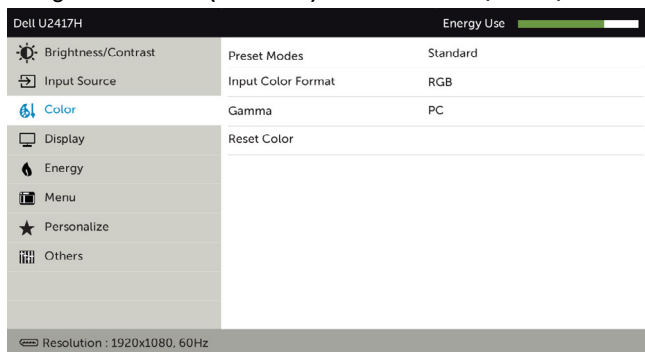 Dell U2417H Energy Use
Brightness/Contrast
Preset Modes Standard
Input Source
Input Color Format RGB
Color
Gamma PC
Display
Reset Color
Energy
Menu
Personalize
Others
Resolution : 1920x1080, 60Hz